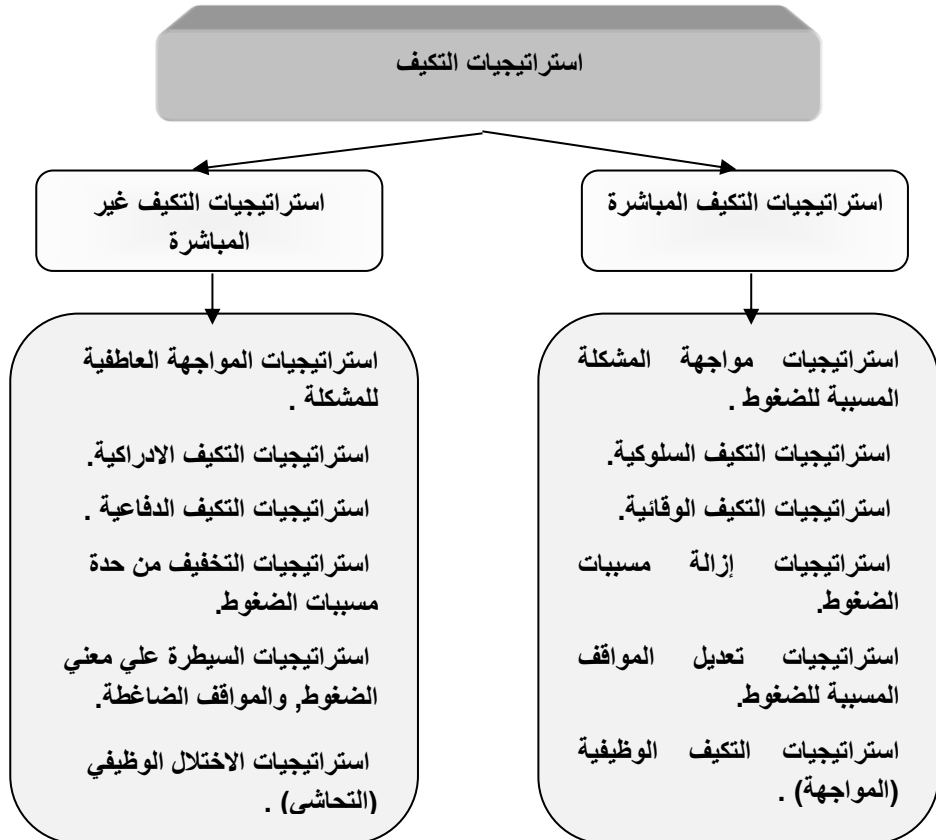 استراتيجيات التكيف
استراتيجيات التكيف المباشرة
استراتيجيات مواجهة المشكلة
المسببة للضغوط .
استراتيجيات التكيف السلوكية.
استراتيجيات التكيف الوقائية.
استراتيجيات إزالة مسببات
الضغوط.
استراتيجيات تعديل المواقف
المسببة للضغوط.
استراتيجيات التكيف الوظيفية
(المواجهة) .
استراتيجيات التكيف غير
المباشرة
استراتيجيات المواجهة العاطفية
للمشكلة .
استراتيجيات التكيف الادراكية.
استراتيجيات التكيف الدفاعية .
استراتيجيات التخفيف من حدة
مسببات الضغوط.
استراتيجيات السيطرة علي معني
الضغوط, والمواقف الضاغطة.
استراتيجيات الاختلال الوظيفي
(التحاشى) .